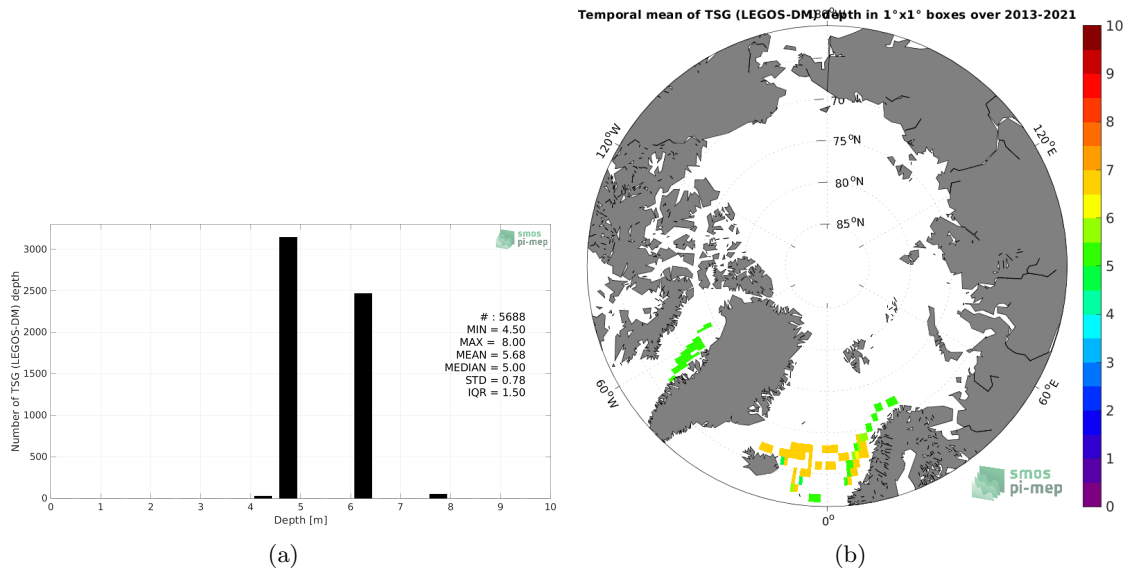 3000
2500
2000
1500
1000
500
0
Number of TSG (LEGOS-DM) depth
0 1 2 3 4 5 6 7 8 9 10
Depth [m]
smos
pi-mep
# : 5688
MIN = 4.50
MAX = 8.00
MEAN = 5.68
MEDIAN = 5.00
STD = 0.78
IQR = 1.50
(a)
Temporal mean of TSG (LEGOS-DM) depth in 1°x1° boxes over 2013-2021
180°W
70
75°N
80°N
85°N
120°W
120°E
60°W
60°E
0°
smos
pi-mep
10
9
8
7
6
5
4
3
2
1
0
(b)